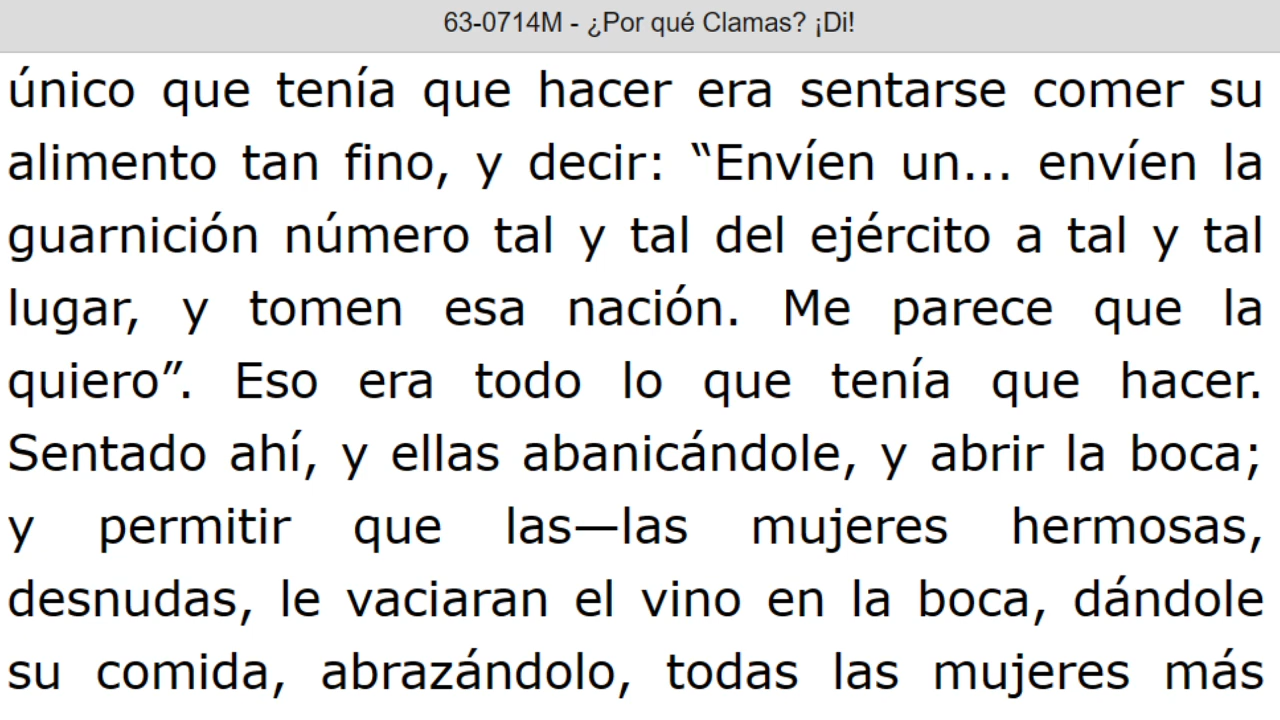 63-0714M - ¿Por qué Clamas? ¡Di!
único que tenía que hacer era sentarse comer su
alimento tan fino, y decir: “Envíen un… envíen la
guarnición número tal y tal del ejército a tal y tal
lugar, y tomen esa nación. Me parece que la
quiero”. Eso era todo lo que tenía que hacer.
Sentado ahí, y ellas abanicándole, y abrir la boca;
y permitir que las—las mujeres hermosas,
desnudas, le vaciaran el vino en la boca, dándole
su comida, abrazándolo, todas las mujeres más